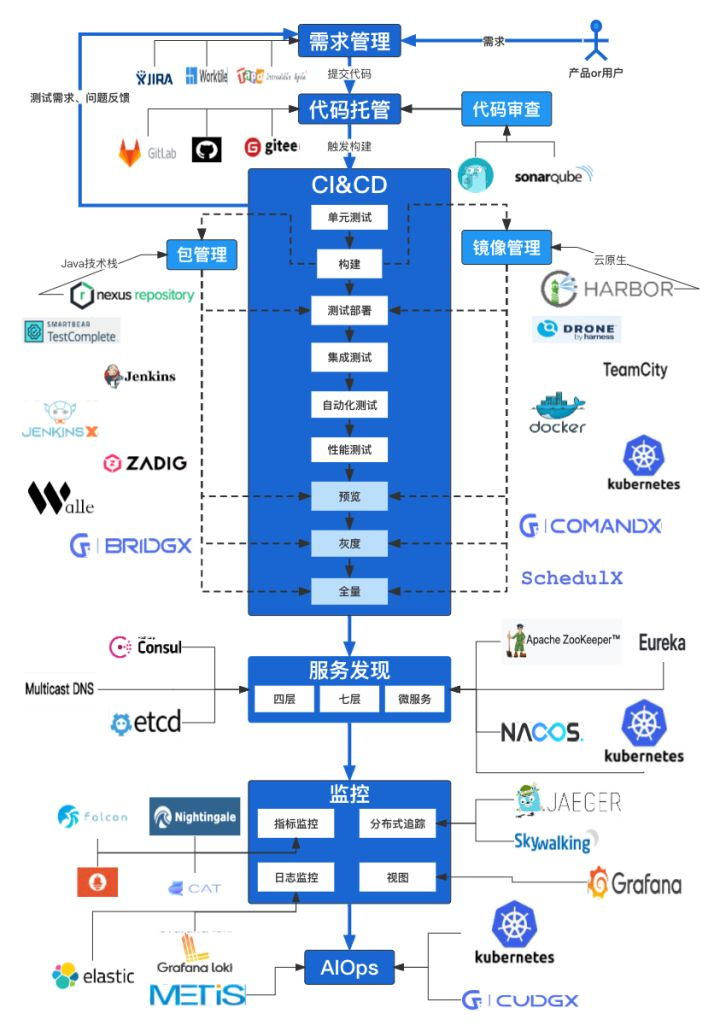 需求管理
需求
产品or用户
JIRA
Worktile
提交代码
测试需求、问题反馈
代码托管
代码审查
GitLab
gitee
触发构建
sonarqube
CI&CD
单元测试
包管理
镜像管理
构建
Java技术栈
云原生
nexus repository
HARBOR
测试部署
SMARTBEAR
TestComplete
DRONE
by harness
集成测试
Jenkins
TeamCity
自动化测试
JENKINS X
docker
性能测试
ZADIG
kubernetes
Walle
预览
BRIDGX
COMANDX
灰度
SchedulX
全量
Consul
Apache ZooKeeper™
Eureka
服务发现
Multicast DNS
四层
七层
微服务
etcd
NACOS.
kubernetes
监控
Falcon
Nightingale
指标监控
分布式追踪
JAEGER
Skywalking
CAT
日志监控
视图
Grafana
elastic
Grafana loki
METiS
AIOps
kubernetes
CUDGX